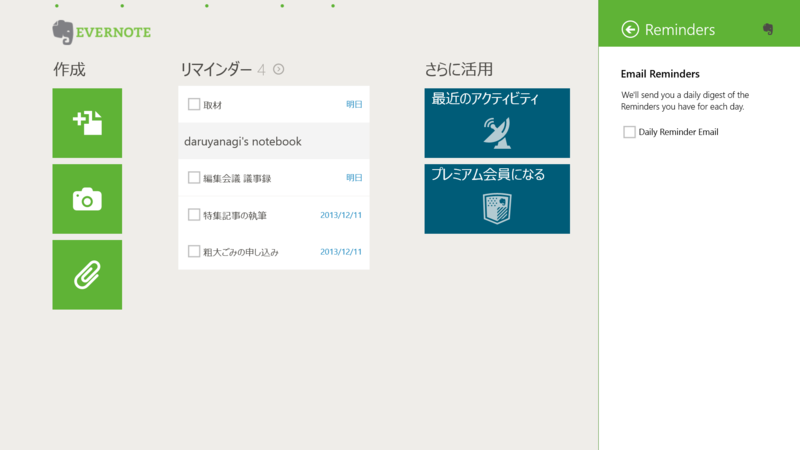 EVERNOTE
作成
リマインダー 4
取材 明日
daruyanagi's notebook
編集会議 議事録 明日
特集記事の執筆 2013/12/11
粗大ごみの申し込み 2013/12/11
さらに活用
最近のアクティビティ
プレミアム会員になる
Reminders
Email Reminders
We'll send you a daily digest of the
Reminders you have for each day.
Daily Reminder Email